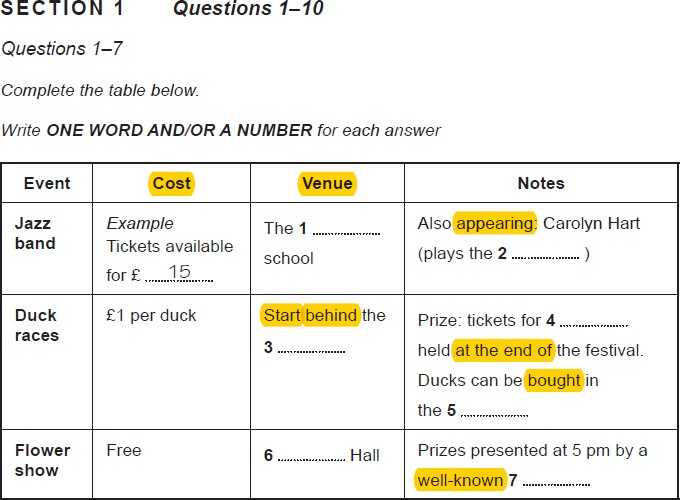 SECTION 1 Questions 1–10
Questions 1–7
Complete the table below.
Write ONE WORD AND/OR A NUMBER for each answer
Event Cost Venue Notes
Jazz band
Example
Tickets available
for £ ....15....
The 1 ....................
school
Also appearing: Carolyn Hart
(plays the 2 .................... )
Duck races
£1 per duck
Start behind the
3 ....................
Prize: tickets for 4 ....................
held at the end of the festival.
Ducks can be bought in
the 5 ....................
Flower show
Free
6 .................... Hall
Prizes presented at 5 pm by a
well-known 7 ....................